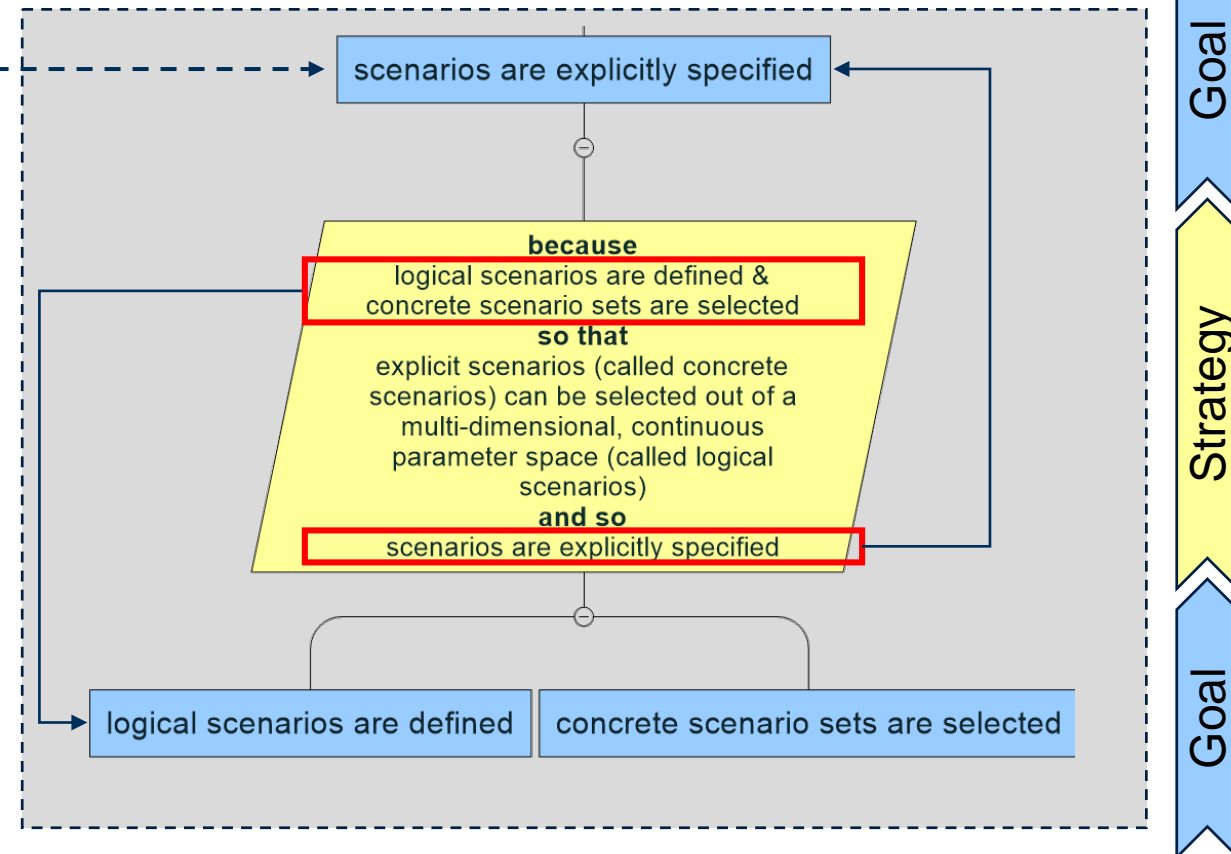 scenarios are explicitly specified
because
logical scenarios are defined &
concrete scenario sets are selected
so that
explicit scenarios (called concrete
scenarios) can be selected out of a
multi-dimensional, continuous
parameter space (called logical
scenarios)
and so
scenarios are explicitly specified
logical scenarios are defined
concrete scenario sets are selected
Goal
Strategy
Goal